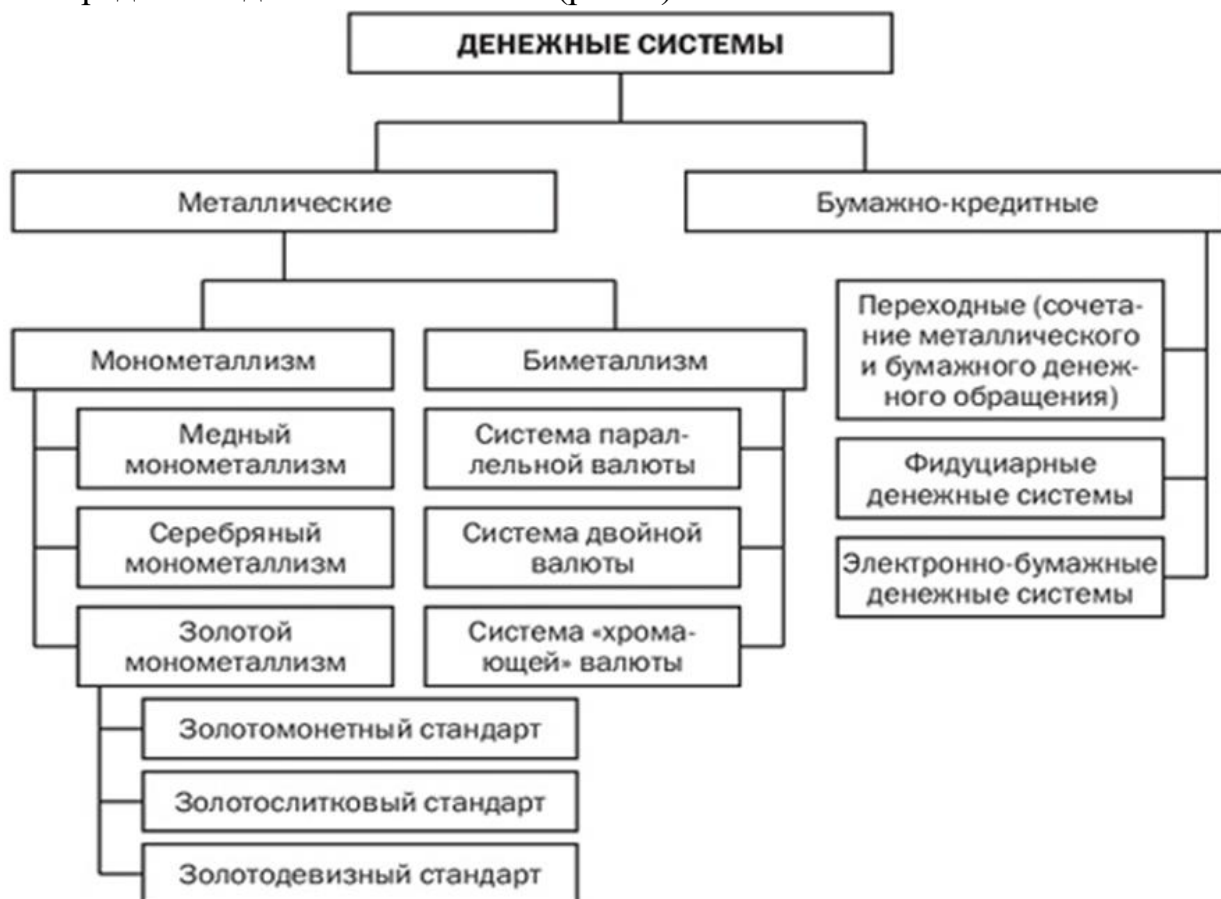 ДЕНЕЖНЫЕ СИСТЕМЫ
Металлические
Бумажно-кредитные
Монометаллизм
Биметаллизм
Медный
монометаллизм
Серебряный
монометаллизм
Золотой
монометаллизм
Золотомонетный стандарт
Золотослитковый стандарт
Золотодевизный стандарт
Система парал-
лельной валюты
Система двойной
валюты
Система «хрома-
ющей» валюты
Переходные (сочета-
ние металлического
и бумажного денеж-
ного обращения)
Фидуциарные
денежные системы
Электронно-бумажные
денежные системы